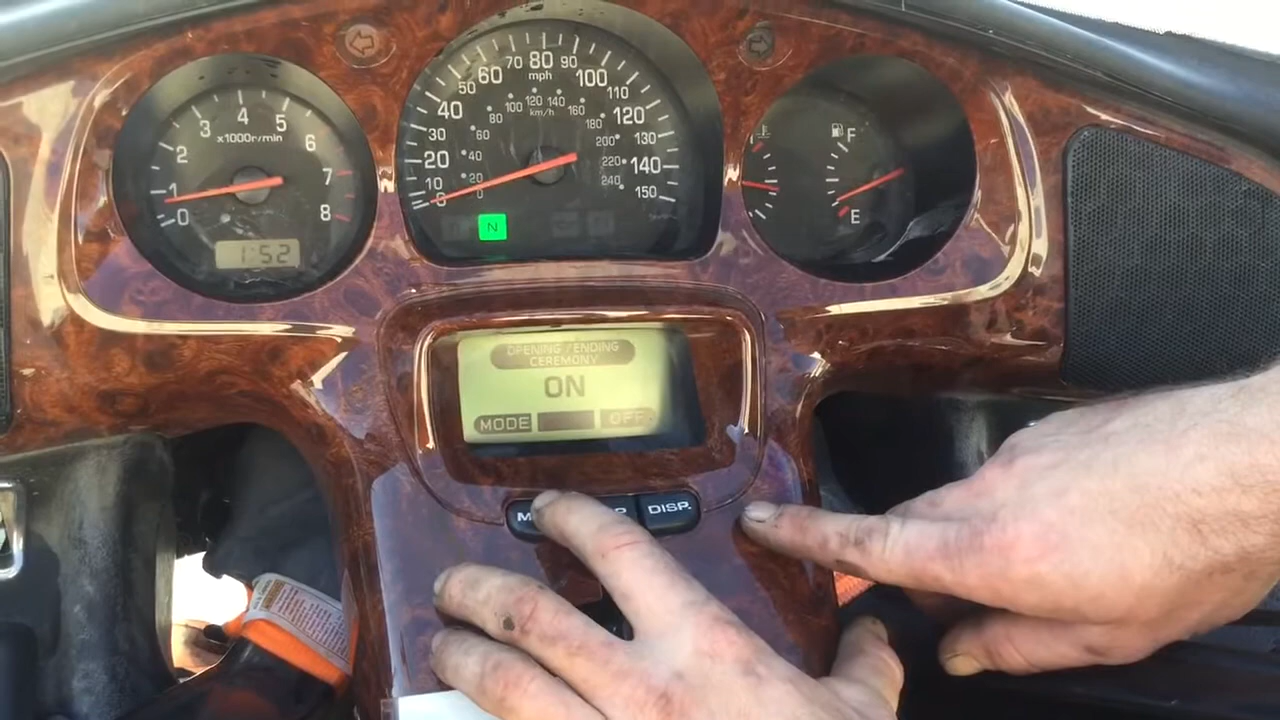 0 1 2 3 4 5 6 7 8
x1000r/min
1:52
0 10 20 30 40 50 60 70 80 90 100 110 120 130 140 150
mph
0 20 40 60 80 100 120 140 160 180 200 220 240
km/h
N
F
E
OPENING/ENDING
CEREMONY
ON
MODE OFF
DISP.